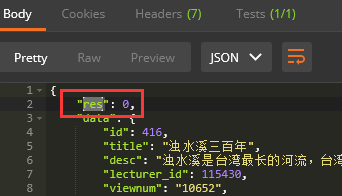 Body Cookies Headers (7) Tests (1/1)
Pretty Raw Preview JSON
1 {
2 "res": 0,
3 "data": {
4 "id": 416,
5 "title": "浊水溪三百年",
6 "desc": "浊水溪是台湾最长的河流，台湾
7 "lecturer_id": 115430,
8 "viewnum": "10652",